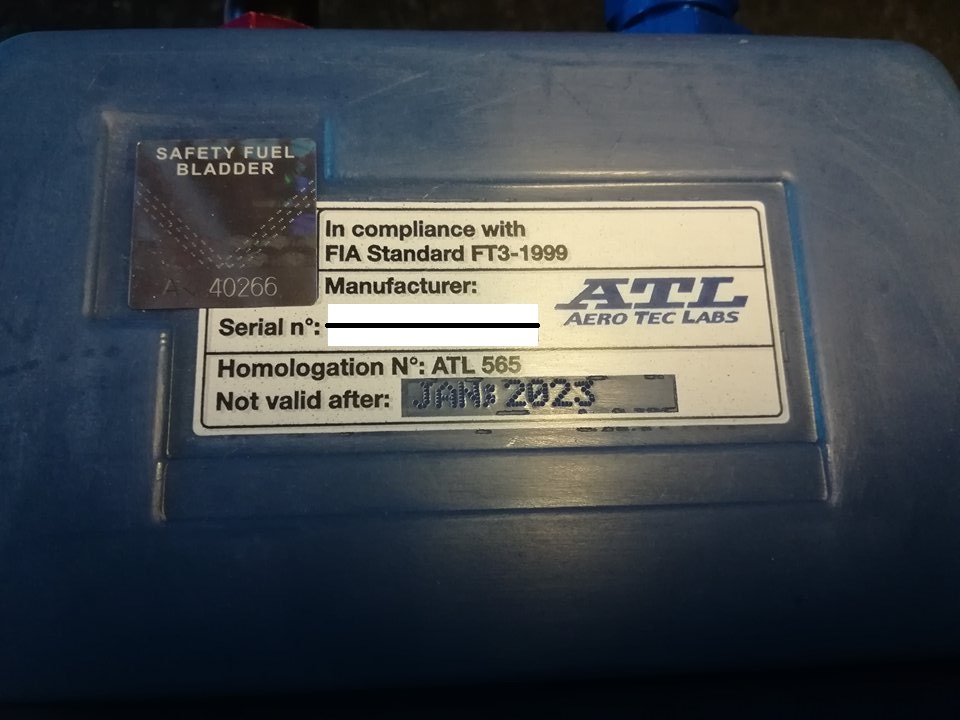 SAFETY FUEL
BLADDER
40266
In compliance with
FIA Standard FT3-1999
Manufacturer:
ATL
AERO TEC LABS
Serial n°:
Homologation N°: ATL 565
Not valid after: JAN: 2023